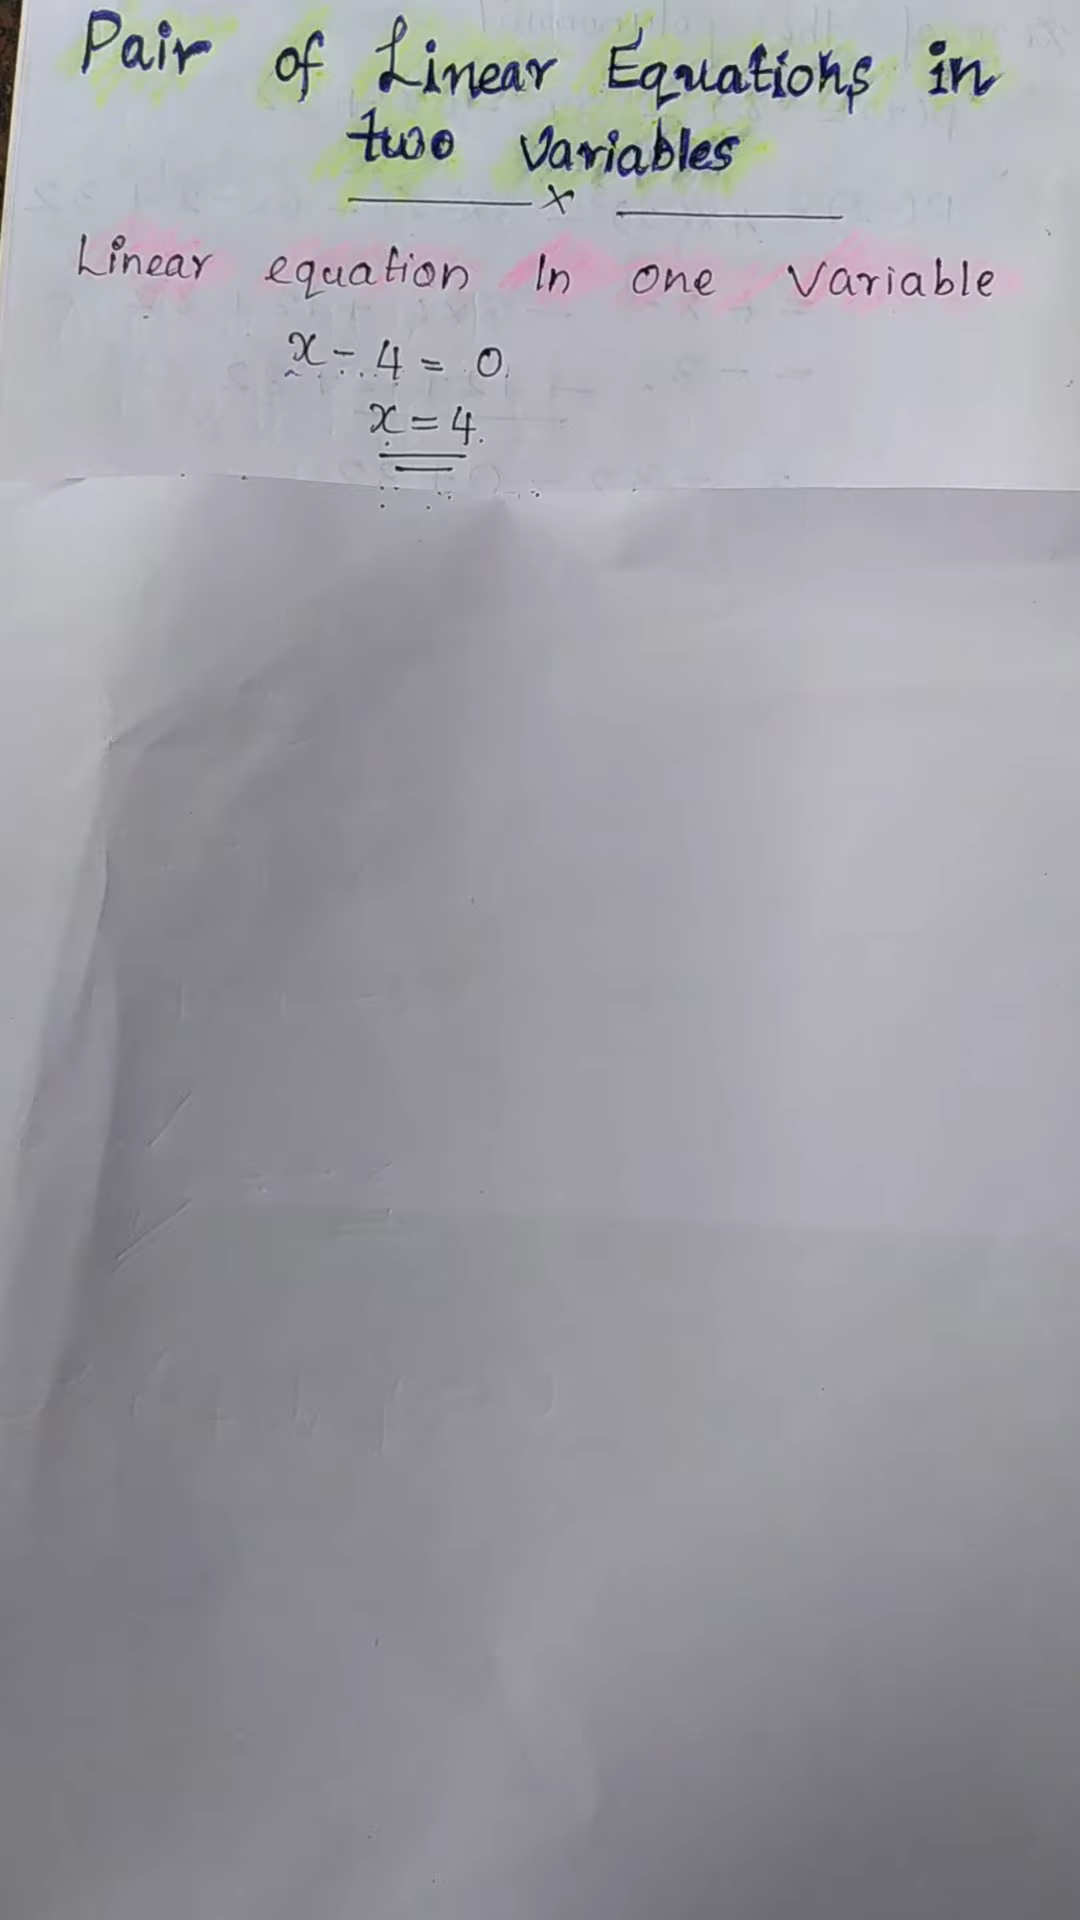 Pair of Linear Equations in
two Variables
x
Linear equation In one Variable
x - 4 = 0.
x = 4.